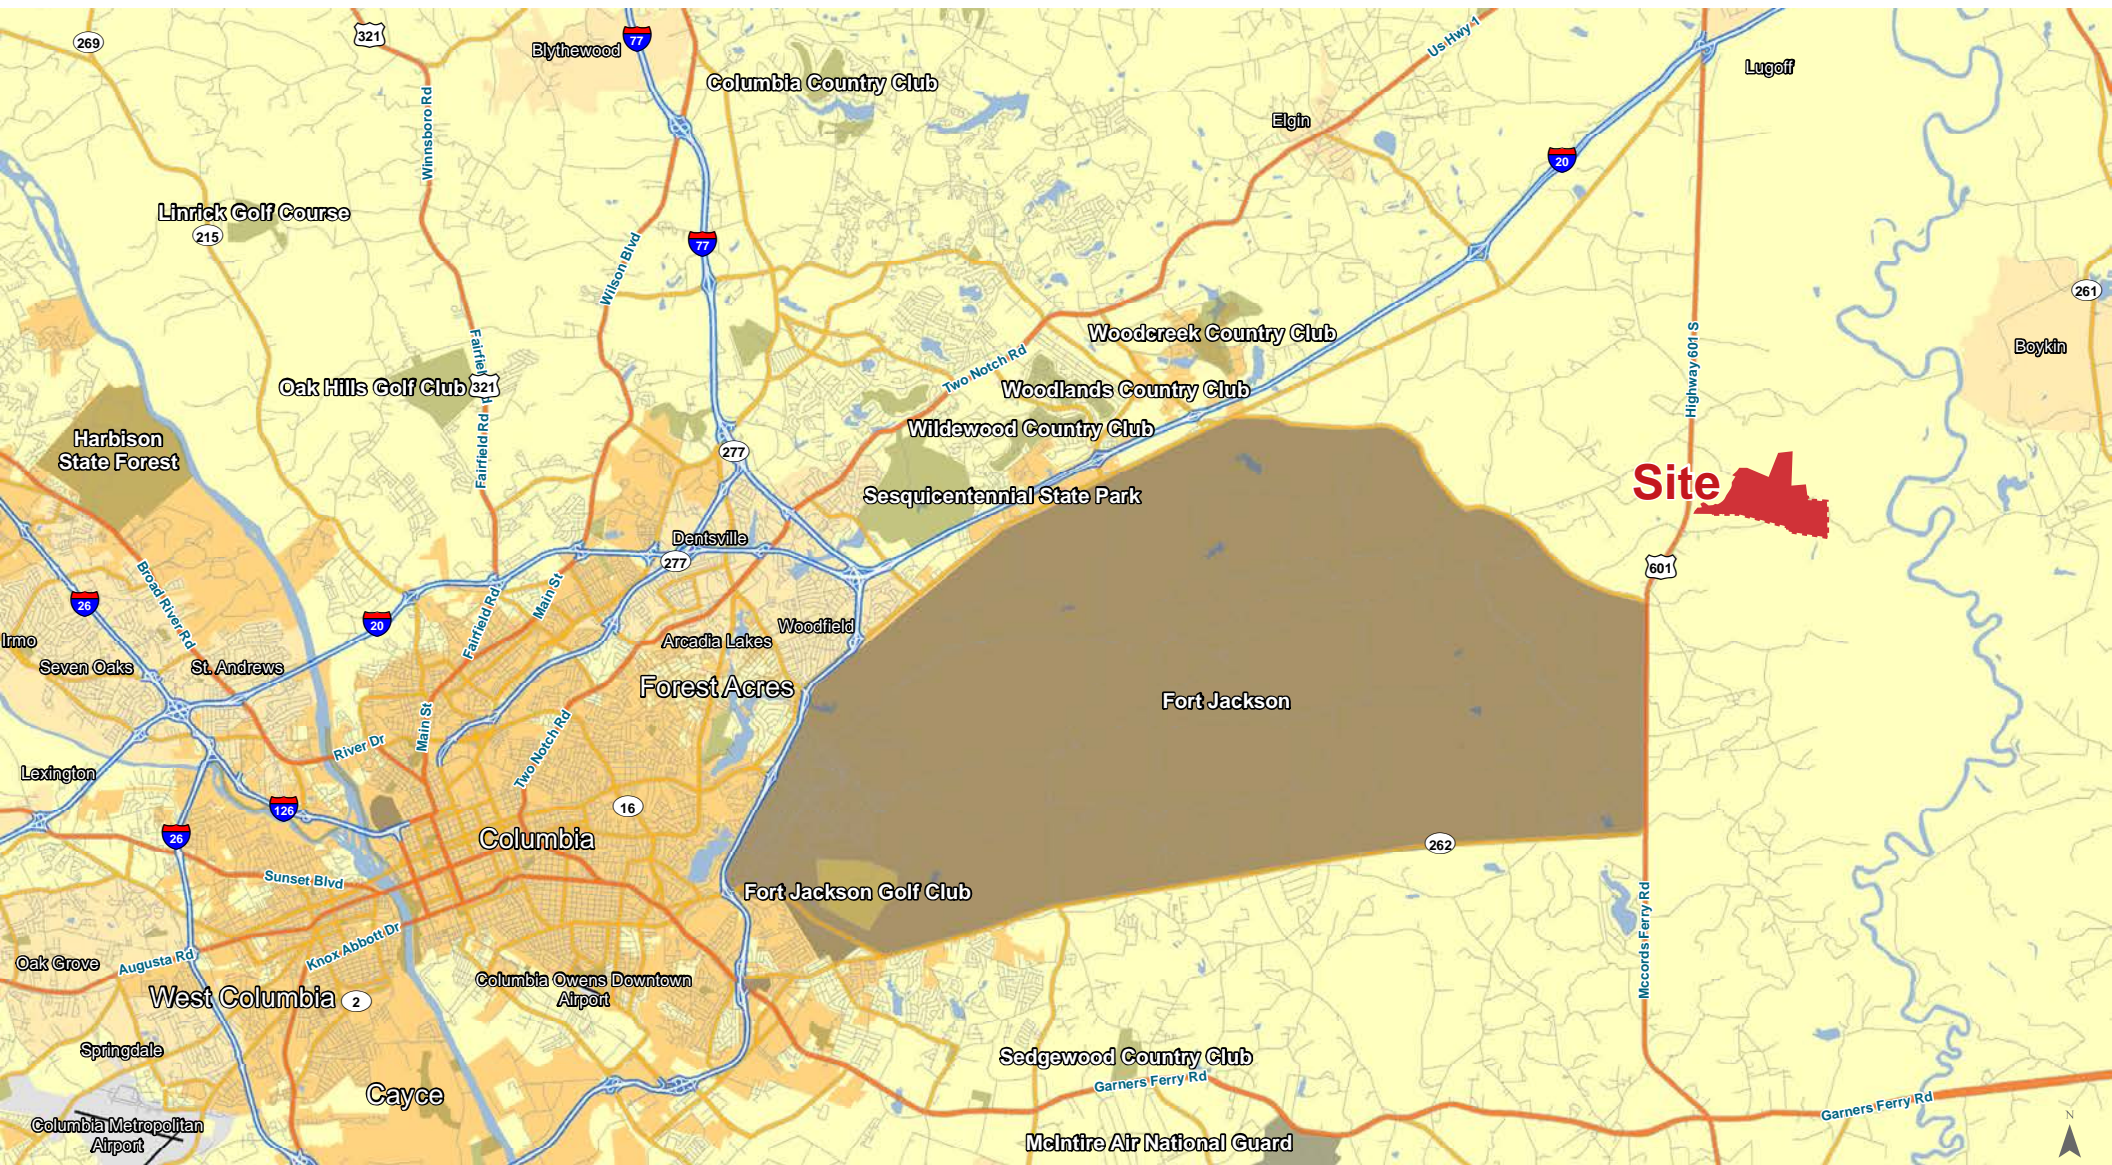 269
321
Blythewood
77
Us Hwy 1
Lugoff
Columbia Country Club
Winnsboro Rd
Elgin
20
Linrick Golf Course
215
77
Wilson Blvd
261
Highway 601 S
Woodcreek Country Club
Boykin
Two Notch Rd
Fairfield Rd
Oak Hills Golf Club
321
Woodlands Country Club
Wildewood Country Club
Harbison
State Forest
Fairfield Rd
277
Site
Sesquicentennial State Park
Dentsville
277
601
Broad River Rd
Main St
26
20
Fairfield Rd
Woodfield
Irmo
Arcadia Lakes
Seven Oaks
St. Andrews
Forest Acres
Fort Jackson
Main St
River Dr
Two Notch Rd
Lexington
126
16
26
Columbia
262
Sunset Blvd
Fort Jackson Golf Club
Mccords Ferry Rd
Knox Abbott Dr
Augusta Rd
Oak Grove
Columbia Owens Downtown
Airport
West Columbia
2
Springdale
Sedgewood Country Club
Garners Ferry Rd
Cayce
Garners Ferry Rd
Columbia Metropolitan
Airport
McIntire Air National Guard
N